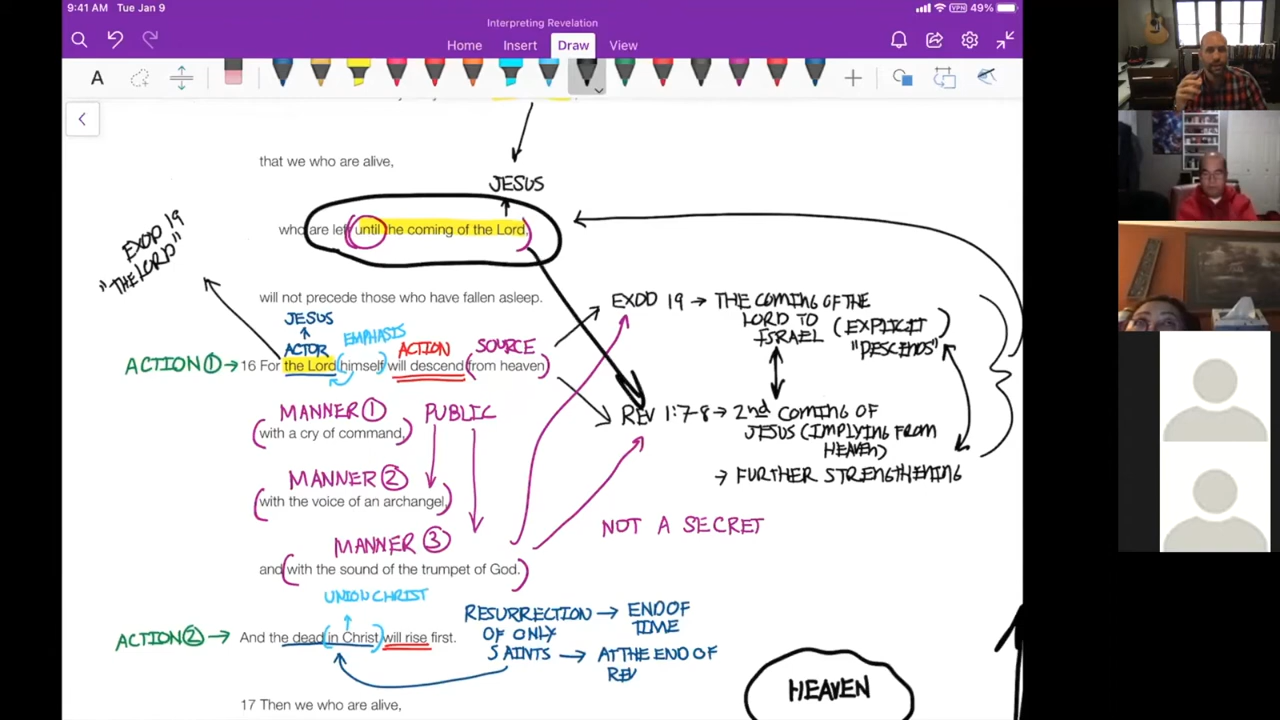 9:41 AM Tue Jan 9
VPN 49%
Interpreting Revelation
Home Insert Draw View
A
that we who are alive,
JESUS
who are left until the coming of the Lord,
EXOD 19
"THE LORD"
will not precede those who have fallen asleep.
EXOD 19 → THE COMING OF THE
LORD TO
ISRAEL
(EXPLICIT
"DESCENDS")
JESUS
ACTOR
EMPHASIS
ACTION
SOURCE
ACTION 1 → 16 For the Lord (himself) will descend (from heaven)
MANNER 1 PUBLIC
(with a cry of command,)
REV 1:7-8 → 2nd COMING OF
JESUS (IMPLYING FROM
HEAVEN)
→ FURTHER STRENGTHENING
MANNER 2
(with the voice of an archangel,)
NOT A SECRET
MANNER 3
and (with the sound of the trumpet of God.)
UNION CHRIST
ACTION 2 → And the dead (in Christ) will rise first.
RESURRECTION → END OF
TIME
OF ONLY
SAINTS → AT THE END OF
REV
HEAVEN
17 Then we who are alive,